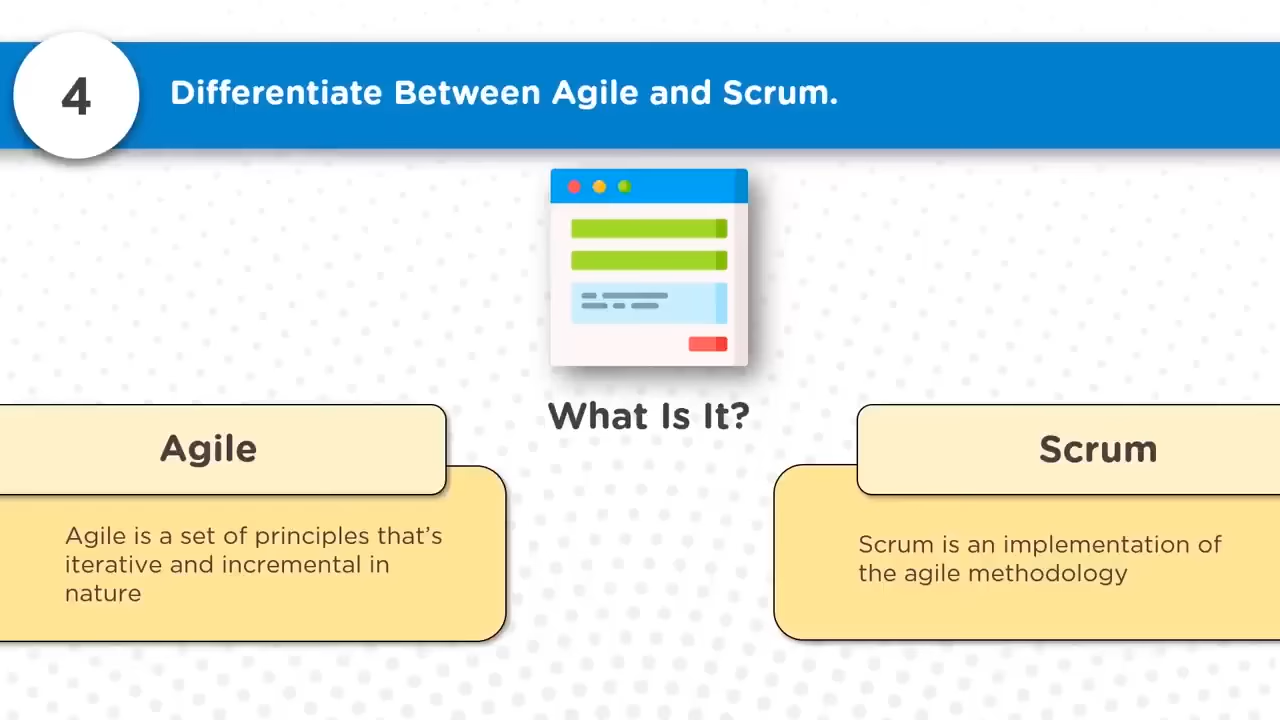 4
Differentiate Between Agile and Scrum.
What Is It?
Agile
Agile is a set of principles that’s
iterative and incremental in
nature
Scrum
Scrum is an implementation of
the agile methodology